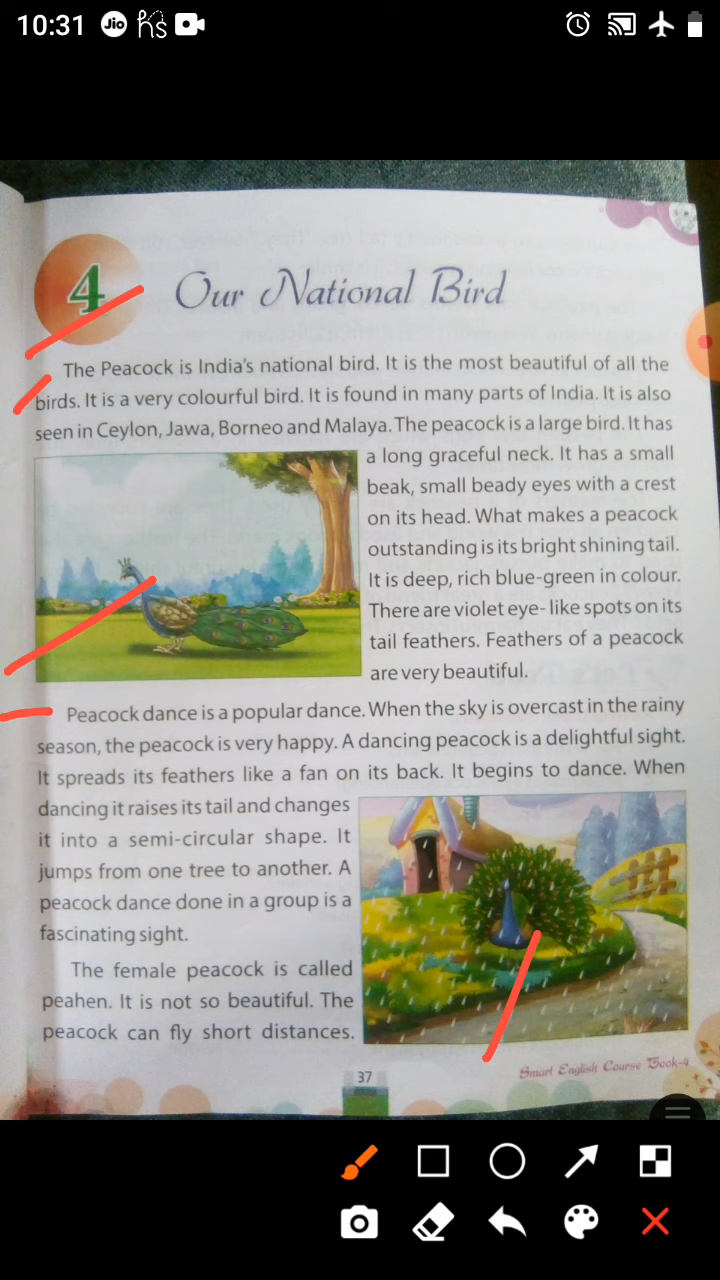 10:31
Jio
4
Our National Bird
The Peacock is India's national bird. It is the most beautiful of all the
birds. It is a very colourful bird. It is found in many parts of India. It is also
seen in Ceylon, Jawa, Borneo and Malaya. The peacock is a large bird. It has
a long graceful neck. It has a small
beak, small beady eyes with a crest
on its head. What makes a peacock
outstanding is its bright shining tail.
It is deep, rich blue-green in colour.
There are violet eye- like spots on its
tail feathers. Feathers of a peacock
are very beautiful.
Peacock dance is a popular dance. When the sky is overcast in the rainy
season, the peacock is very happy. A dancing peacock is a delightful sight.
It spreads its feathers like a fan on its back. It begins to dance. When
dancing it raises its tail and changes
it into a semi-circular shape. It
jumps from one tree to another. A
peacock dance done in a group is a
fascinating sight.
The female peacock is called
peahen. It is not so beautiful. The
peacock can fly short distances.
37
Smart English Course Book-4